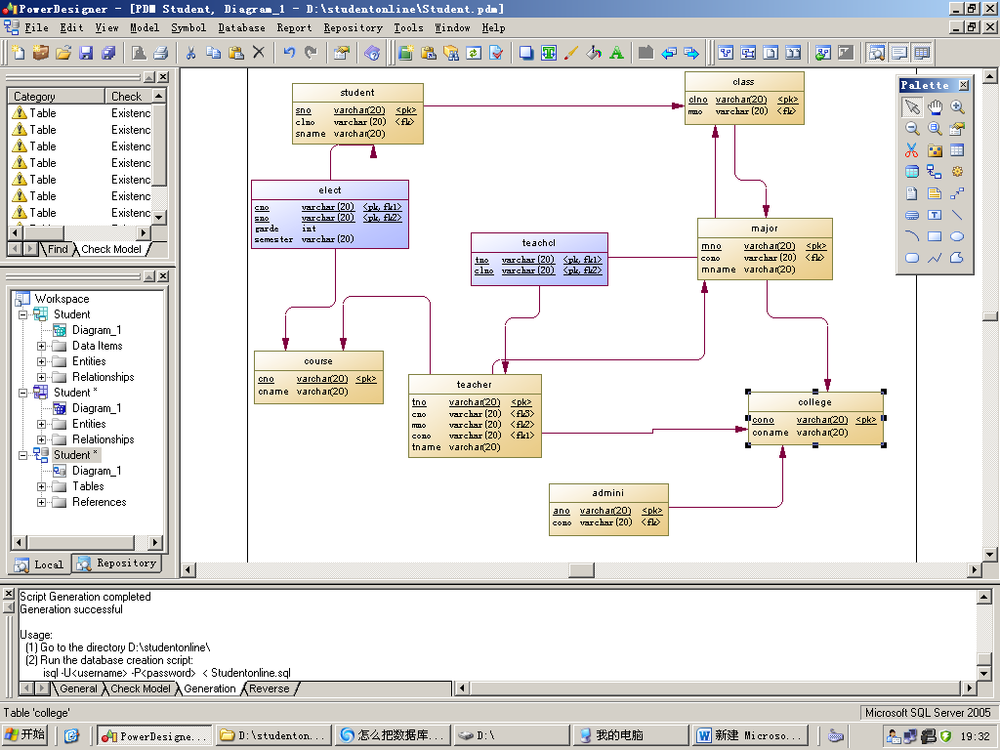 PowerDesigner - [PDM Student, Diagram_1 - D:\studentonline\Student.pdm]
File Edit View Model Symbol Database Report Repository Tools Window Help
Category Check
Table Existenc
Table Existenc
Table Existenc
Table Existenc
Table Existenc
Table Existenc
Table Existenc
Find Check Model
Workspace
Student
Diagram_1
Data Items
Entities
Relationships
Student *
Diagram_1
Entities
Relationships
Student *
Diagram_1
Tables
References
Local Repository
student
sno varchar(20) <pk>
clno varchar(20) <fk>
sname varchar(20)
class
clno varchar(20) <pk>
mno varchar(20) <fk>
elect
cno varchar(20) <pk,fk1>
sno varchar(20) <pk,fk2>
garde int
semester varchar(20)
teachcl
tno varchar(20) <pk,fk1>
clno varchar(20) <pk,fk2>
major
mno varchar(20) <pk>
cono varchar(20) <fk>
mname varchar(20)
course
cno varchar(20) <pk>
cname varchar(20)
teacher
tno varchar(20) <pk>
cno varchar(20) <fk3>
mno varchar(20) <fk2>
cono varchar(20) <fk1>
tname varchar(20)
college
cono varchar(20) <pk>
coname varchar(20)
admini
ano varchar(20) <pk>
cono varchar(20) <fk>
Palette
Script Generation completed
Generation successful
Usage:
(1) Go to the directory D:\studentonline\
(2) Run the database creation script:
isql -U<username> -P<password> < Studentonline.sql
General Check Model Generation Reverse
Table 'college' Microsoft SQL Server 2005
开始 PowerDesigne... D:\studenton... 怎么把数据库... D:\ 我的电脑 新建 Microso... 19:32